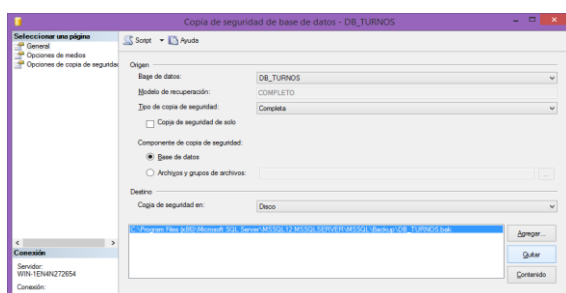 Copia de seguridad de base de datos - DB_TURNOS
Seleccionar una página
General
Opciones de medios
Opciones de copia de seguridad
Script
Ayuda
Origen
Base de datos:
DB_TURNOS
Modelo de recuperación:
COMPLETO
Tipo de copia de seguridad:
Completa
Copia de seguridad de solo
Componente de copia de seguridad:
Base de datos
Archivos y grupos de archivos:
...
Destino
Copia de seguridad en:
Disco
C:\Program Files (x86)\Microsoft SQL Server\MSSQL12.MSSQLSERVER\MSSQL\Backup\DB_TURNOS.bak
Agregar...
Quitar
Contenido
Conexión
Servidor:
WIN-1EN4N272654
Conexión: